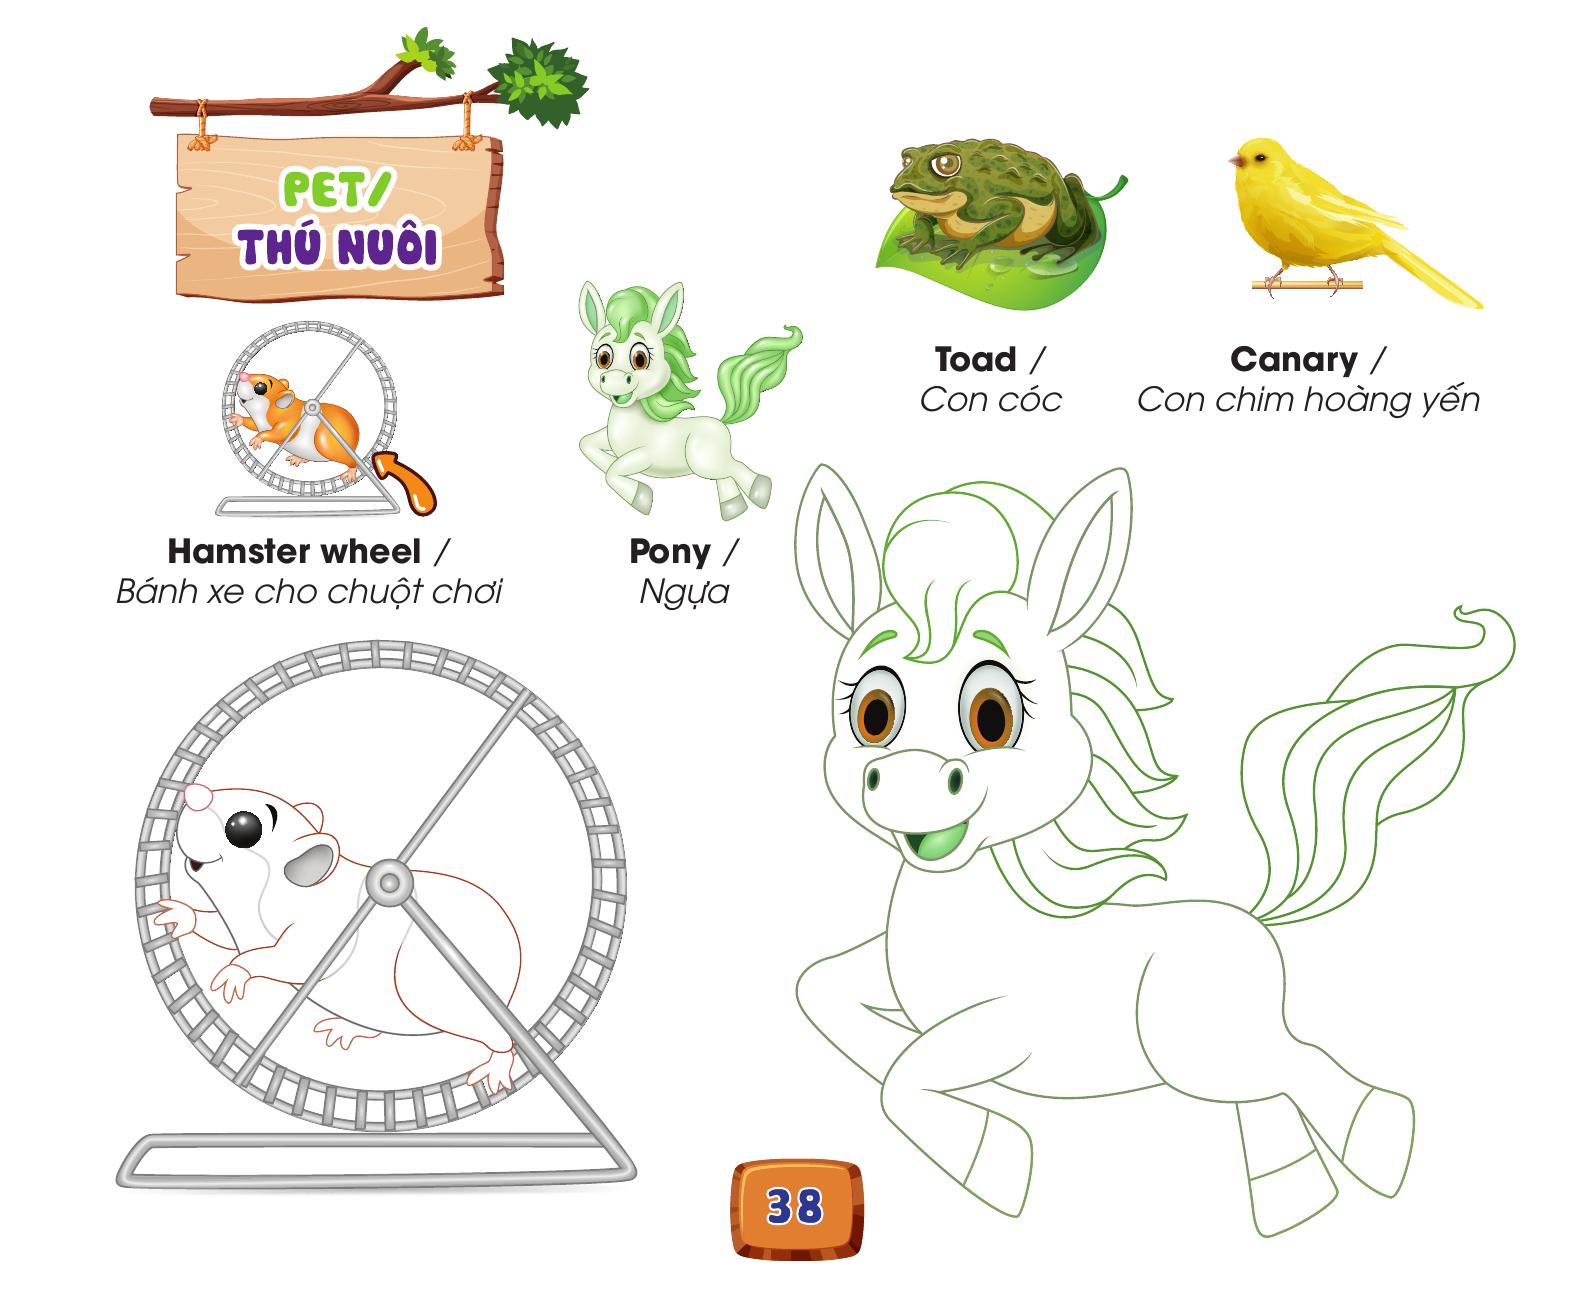 PET/
THÚ NUÔI
Toad /
Con cóc
Canary /
Con chim hoàng yến
Hamster wheel /
Bánh xe cho chuột chơi
Pony /
Ngựa
38